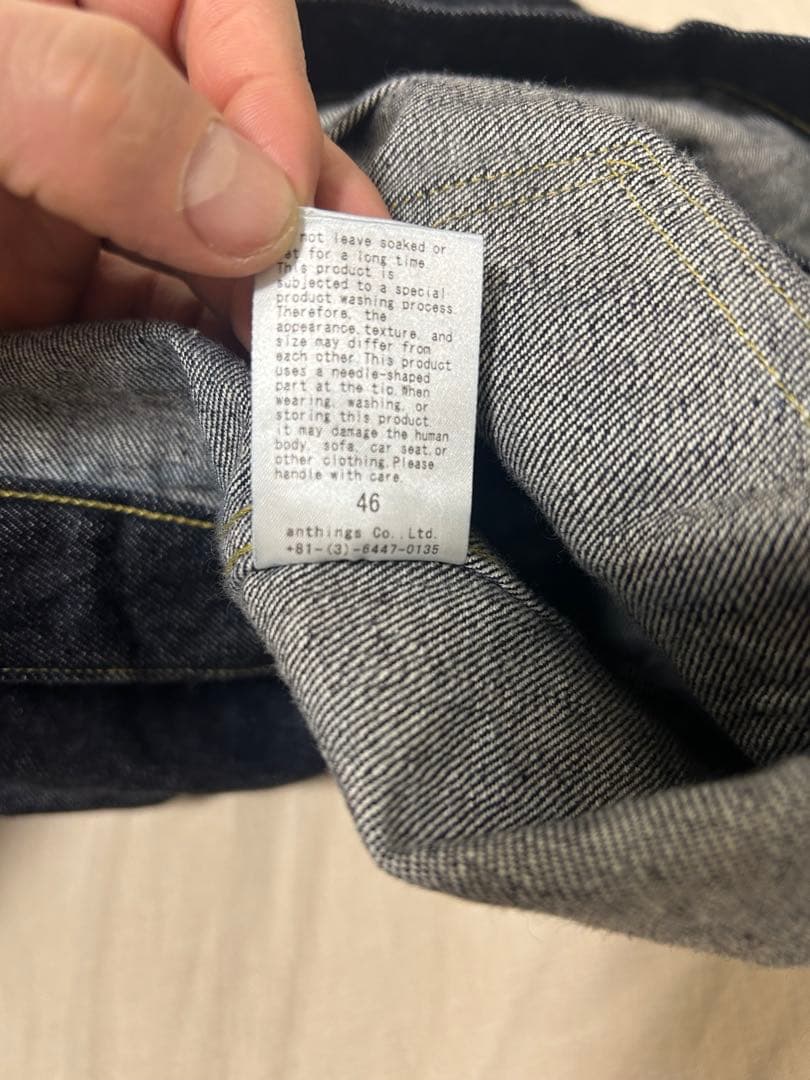 not leave soaked or
for a long time
This product is
subjected to a special
product washing process
Therefore, the
appearance, texture, and
size may differ from
each other. This product
uses a needle-shaped
part at the tip. When
wearing, washing, or
storing this product,
it may damage the human
body, sofa, car seat, or
other clothing. Please
handle with care.
46
anthings Co., Ltd.
+81-(3)-6447-0135